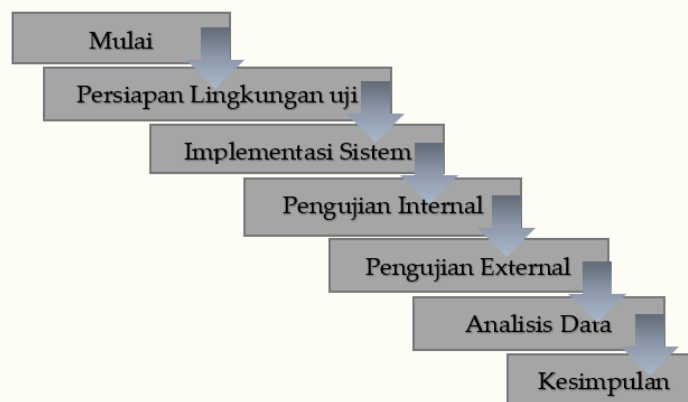 Mulai
Persiapan Lingkungan uji
Implementasi Sistem
Pengujian Internal
Pengujian External
Analisis Data
Kesimpulan